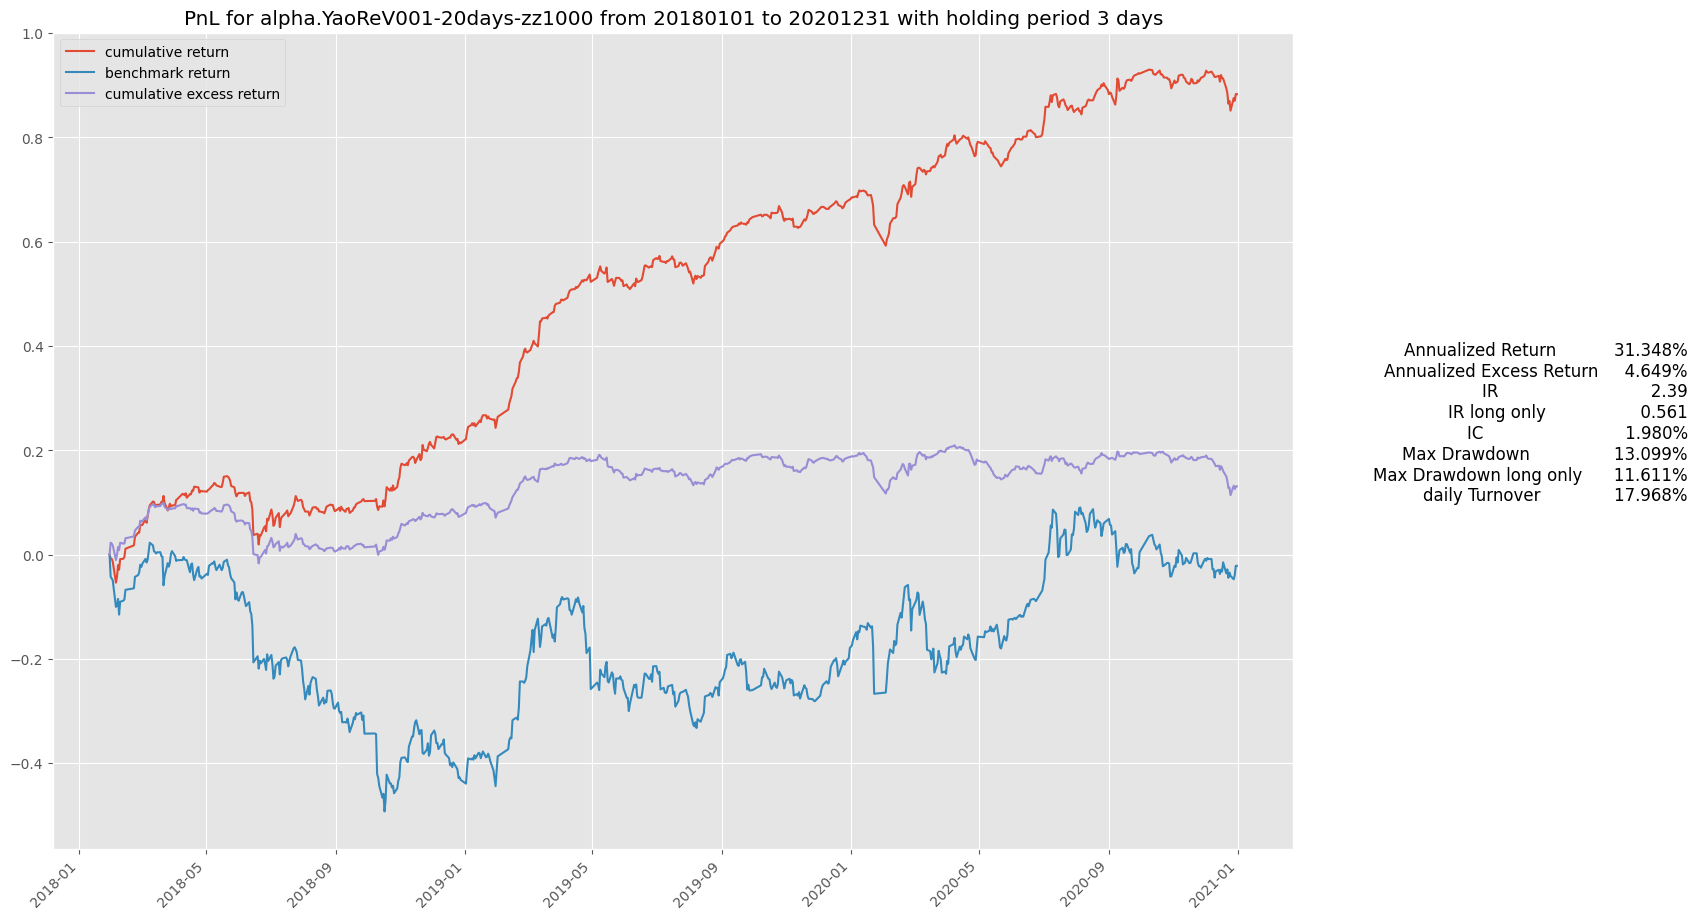 PnL for alpha.YaoReV001-20days-zz1000 from 20180101 to 20201231 with holding period 3 days
cumulative return
benchmark return
cumulative excess return
1.0
0.8
0.6
0.4
0.2
0.0
−0.2
−0.4
2018-01
2018-05
2018-09
2019-01
2019-05
2019-09
2020-01
2020-05
2020-09
2021-01
Annualized Return 31.348%
Annualized Excess Return 4.649%
IR 2.39
IR long only 0.561
IC 1.980%
Max Drawdown 13.099%
Max Drawdown long only 11.611%
daily Turnover 17.968%